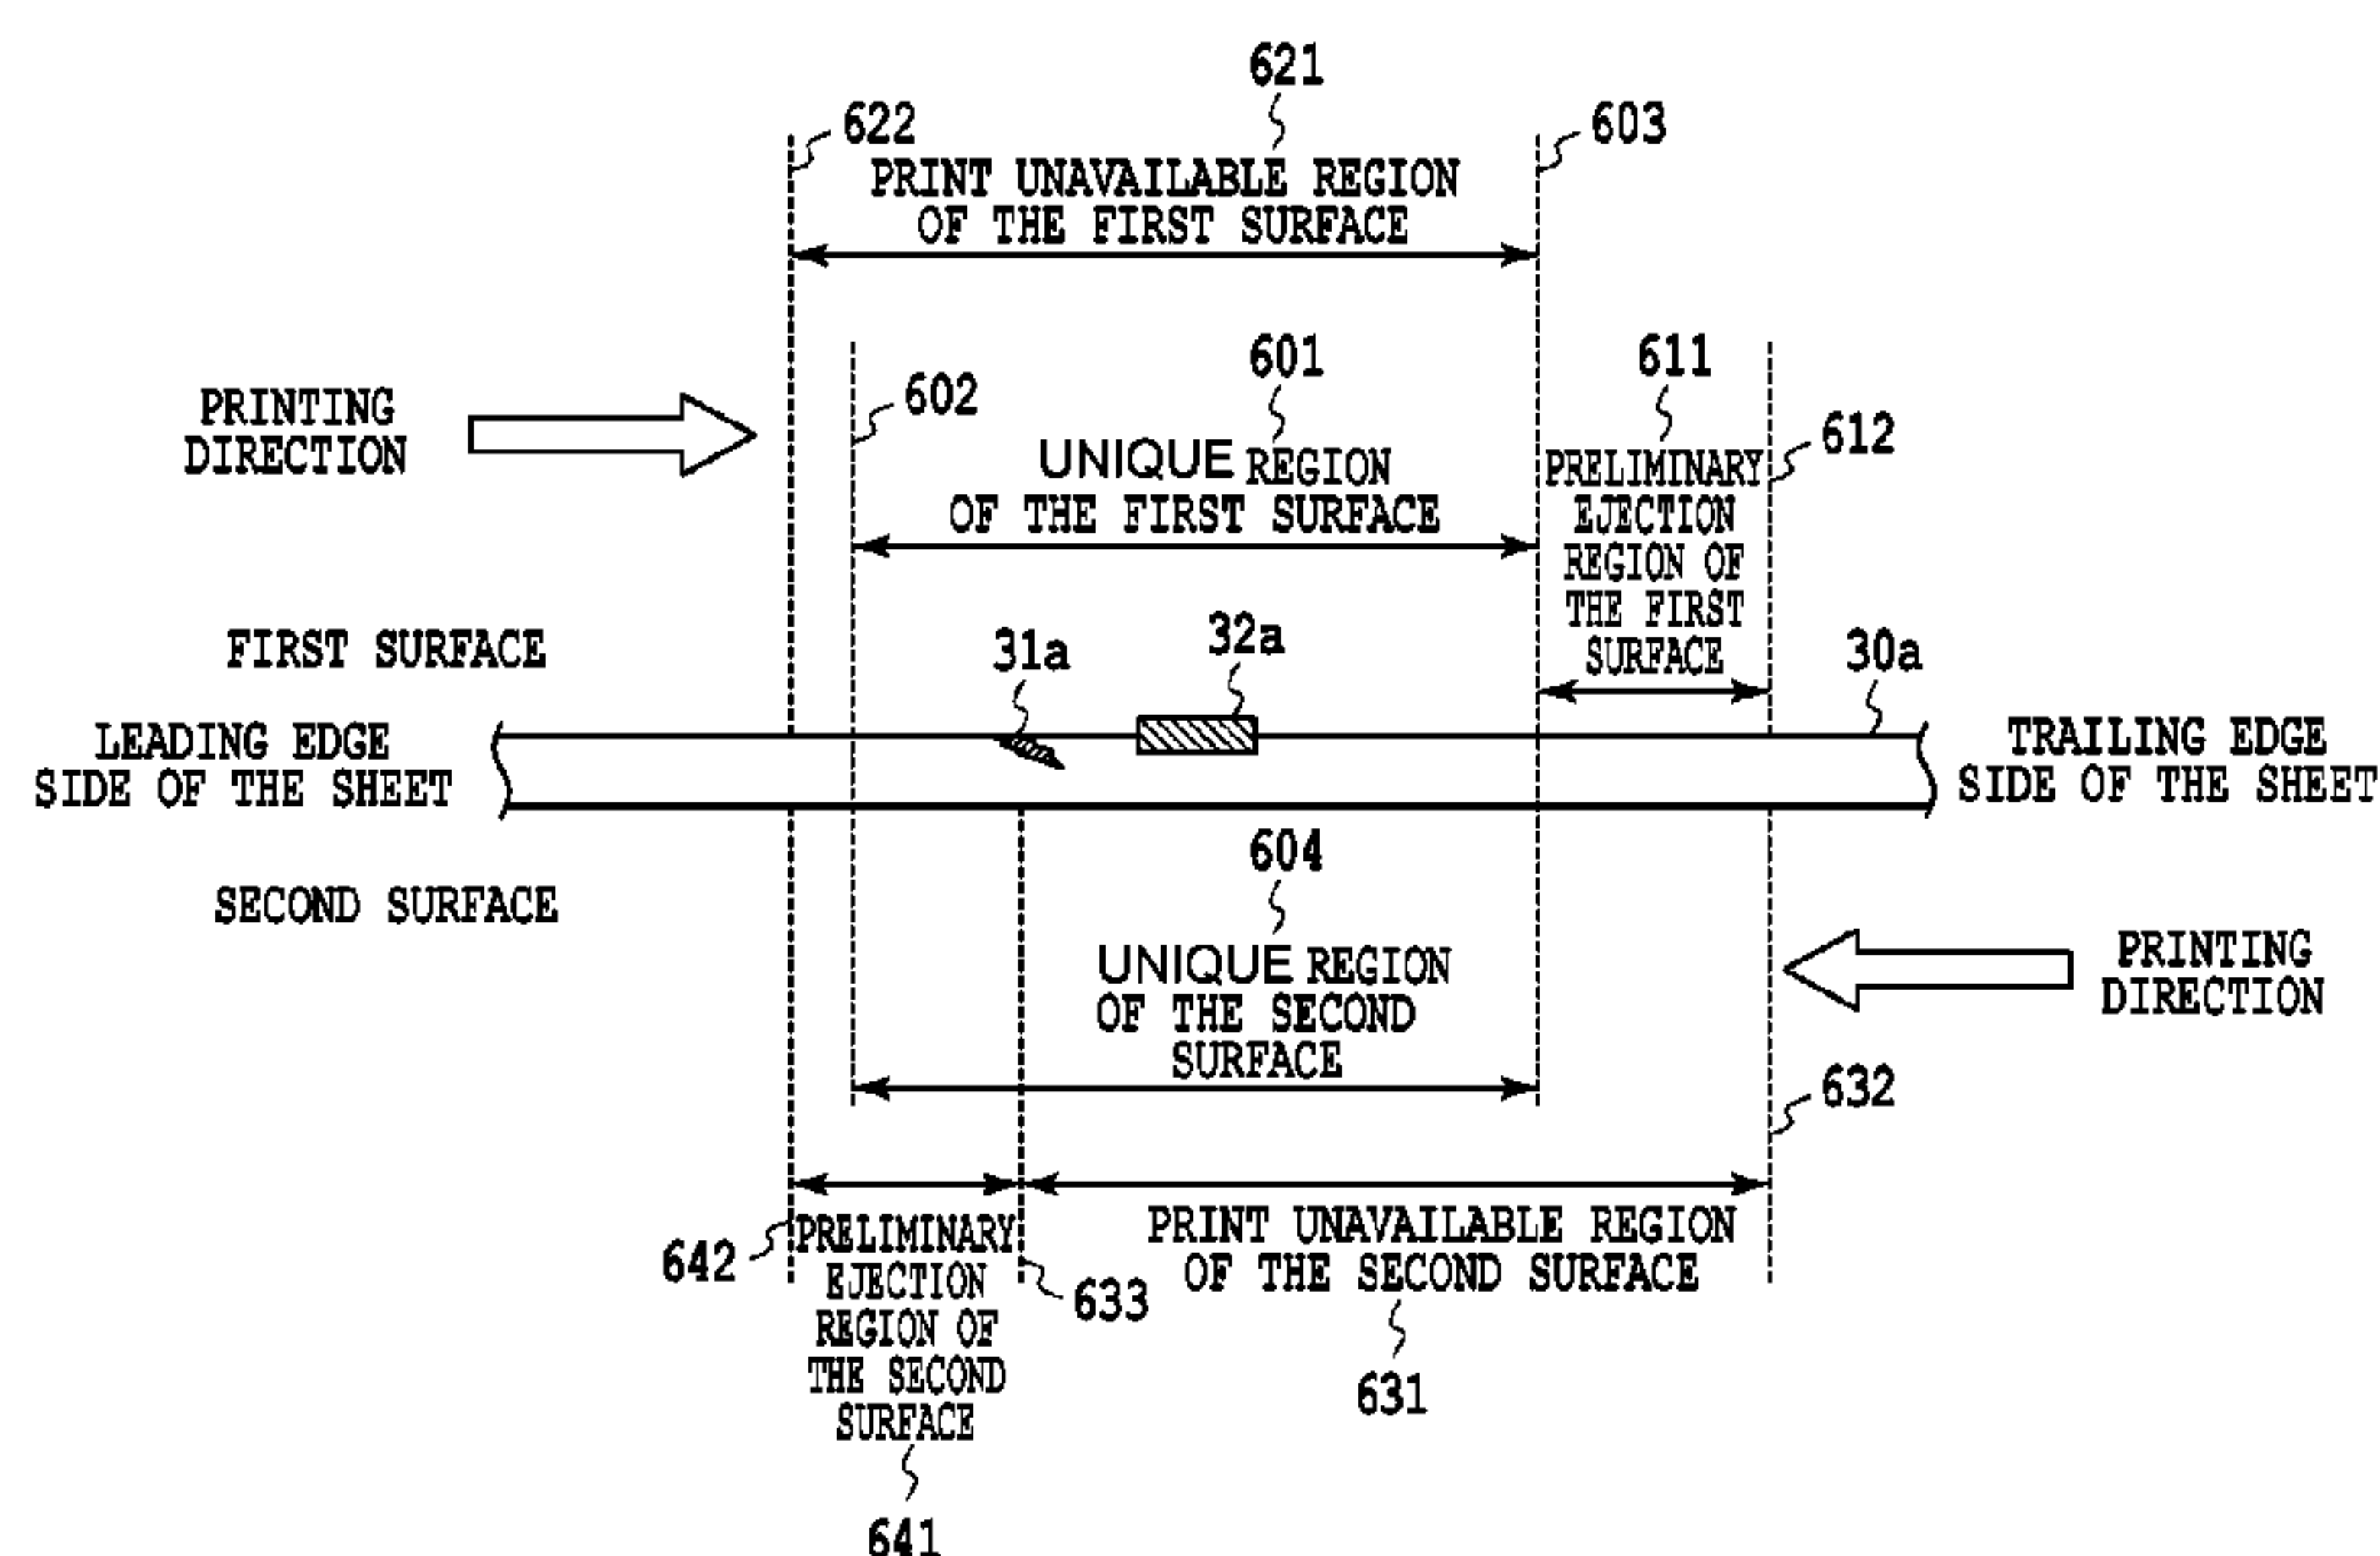 621
622
603
PRINT UNAVAILABLE REGION
OF THE FIRST SURFACE
601
611
602
612
PRINTING
DIRECTION
UNIQUE REGION
OF THE FIRST SURFACE
PRELIMINARY
EJECTION
REGION OF
THE FIRST
SURFACE
FIRST SURFACE
31a
32a
30a
LEADING EDGE
SIDE OF THE SHEET
TRAILING EDGE
SIDE OF THE SHEET
604
SECOND SURFACE
UNIQUE REGION
OF THE SECOND
SURFACE
PRINTING
DIRECTION
632
642
PRELIMINARY
EJECTION
REGION OF
THE SECOND
SURFACE
633
PRINT UNAVAILABLE REGION
OF THE SECOND SURFACE
631
641